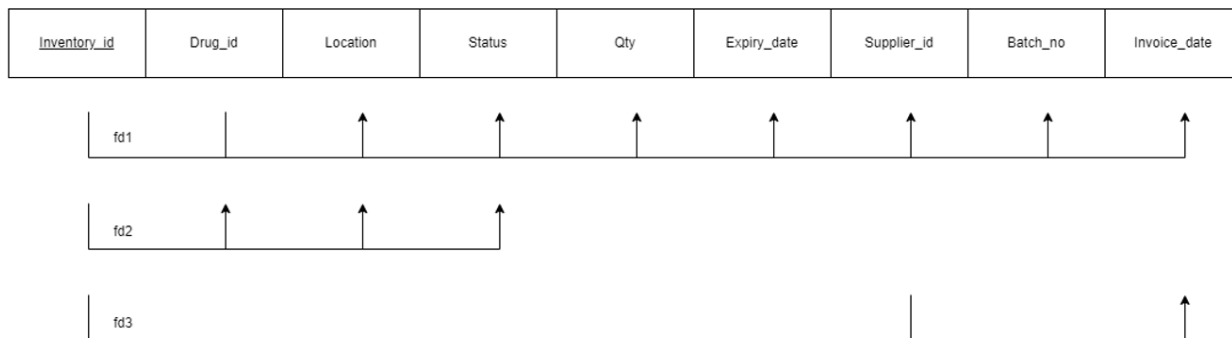 Inventory_id Drug_id Location Status Qty Expiry_date Supplier_id Batch_no Invoice_date
fd1
fd2
fd3